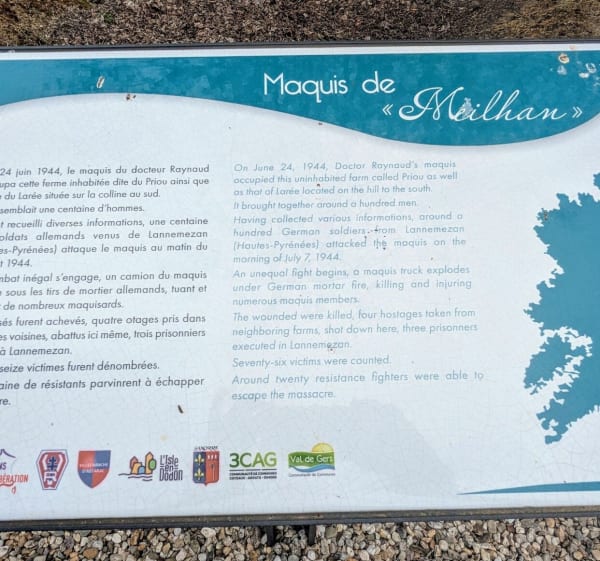 Maquis de
« Meilhan »
24 juin 1944, le maquis du docteur Raynaud
upa cette ferme inhabitée dite du Priou ainsi que
du Larée située sur la colline au sud.
semblait une centaine d'hommes.
t recueilli diverses informations, une centaine
oldats allemands venus de Lannemezan
es-Pyrénées) attaque le maquis au matin du
t 1944.
mbat inégal s'engage, un camion du maquis
e sous les tirs de mortier allemands, tuant et
t de nombreux maquisards.
sés furent achevés, quatre otages pris dans
es voisines, abattus ici même, trois prisonniers
à Lannemezan.
seize victimes furent dénombrées.
aine de résistants parvinrent à échapper
re.
On June 24, 1944, Doctor Raynaud's maquis
occupied this uninhabited farm called Priou as well
as that of Larée located on the hill to the south.
It brought together around a hundred men.
Having collected various informations, around a
hundred German soldiers from Lannemezan
(Hautes-Pyrénées) attacked the maquis on the
morning of July 7, 1944.
An unequal fight begins, a maquis truck explodes
under German mortar fire, killing and injuring
numerous maquis members.
The wounded were killed, four hostages taken from
neighboring farms, shot down here, three prisoners
executed in Lannemezan.
Seventy-six victims were counted.
Around twenty resistance fighters were able to
escape the massacre.
L'Isle
en
Dodon
3CAG
Val de Gers